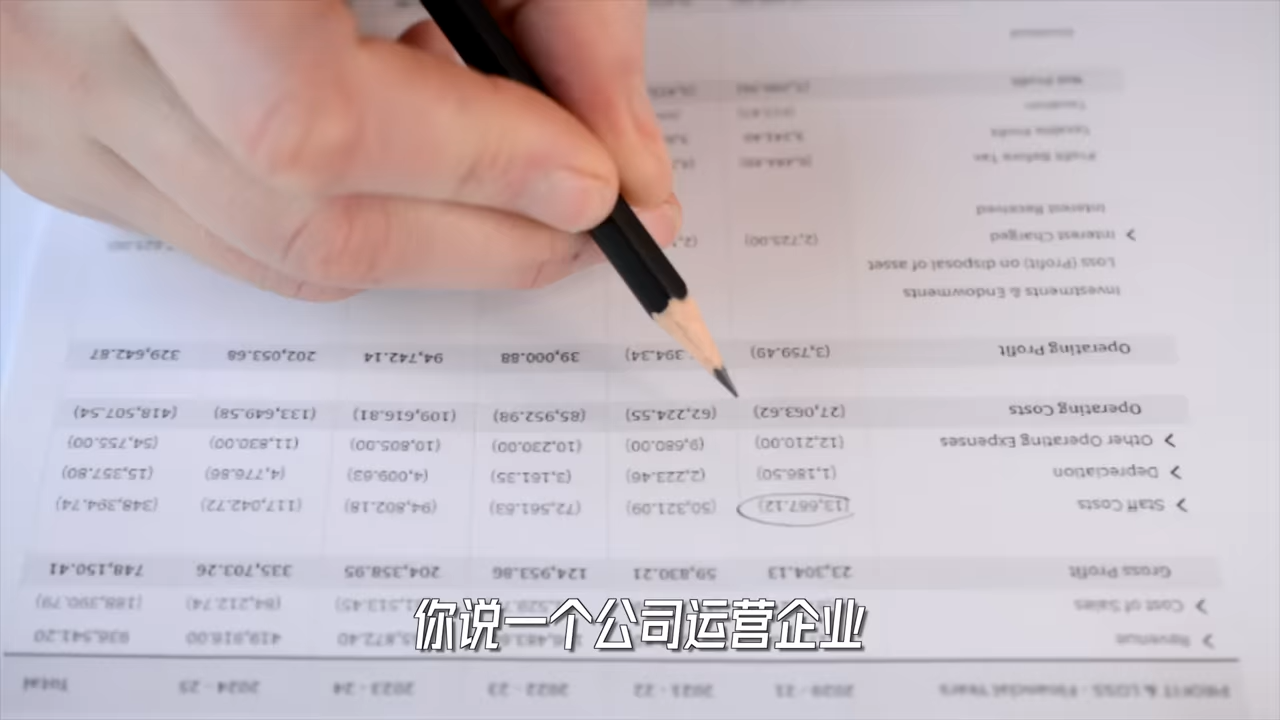 PROFIT & LOSS - Financial Years 2020 - 21 2021 - 22 2022 - 23 2023 - 24 2024 - 25 Total
Revenue 419,916.00 936,541.20
Cost of Sales (84,212.74) (188,390.79)
Gross Profit 23,304.13 59,830.21 124,953.86 204,358.95 335,703.26 748,150.41
Staff Costs (13,667.12) (50,321.09) (72,561.63) (94,802.18) (117,042.72) (348,394.74)
Depreciation (1,186.50) (2,223.46) (3,161.35) (4,009.63) (4,776.86) (15,357.80)
Other Operating Expenses (12,210.00) (9,680.00) (10,230.00) (10,805.00) (11,830.00) (54,755.00)
Operating Costs (27,063.62) (62,224.55) (85,952.98) (109,616.81) (133,649.58) (418,507.54)
Operating Profit (3,759.49) 39,000.88 94,742.14 202,053.68 329,642.87
Investments & Endowments
Loss (Profit) on disposal of asset
Interest Charged (2,725.00)
Interest Received
Profit Before Tax
Taxable Profit
Taxation
Net Profit
你说一个公司运营企业